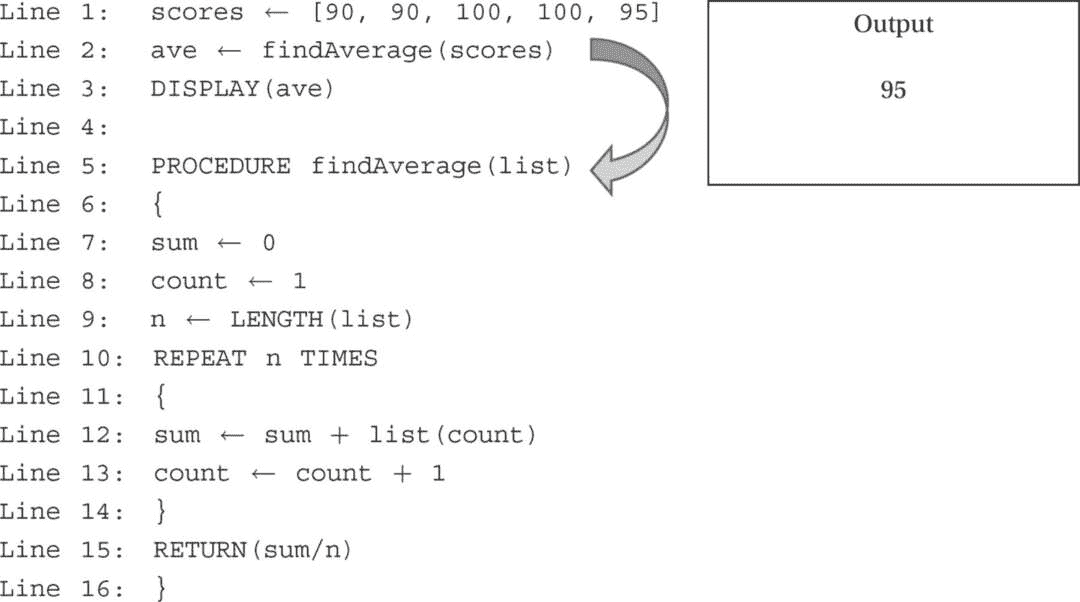 Line 1: scores ← [90, 90, 100, 100, 95]
Line 2: ave ← findAverage(scores)
Line 3: DISPLAY(ave)
Line 4:
Line 5: PROCEDURE findAverage(list)
Line 6: {
Line 7: sum ← 0
Line 8: count ← 1
Line 9: n ← LENGTH(list)
Line 10: REPEAT n TIMES
Line 11: {
Line 12: sum ← sum + list(count)
Line 13: count ← count + 1
Line 14: }
Line 15: RETURN(sum/n)
Line 16: }
Output
95